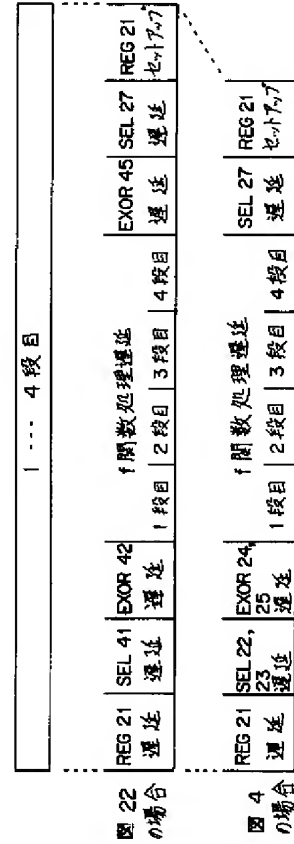 1 --- 4段目
図 22
の場合
REG 21
遅延
SEL 41
遅延
EXOR 42
遅延
f関数処理遅延
1段目 2段目 3段目 4段目
EXOR 45
遅延
SEL 27
遅延
REG 21
セットアップ
図 4
の場合
REG 21
遅延
SEL 22,
23
遅延
EXOR 24,
25
遅延
f関数処理遅延
1段目 2段目 3段目 4段目
SEL 27
遅延
REG 21
セットアップ